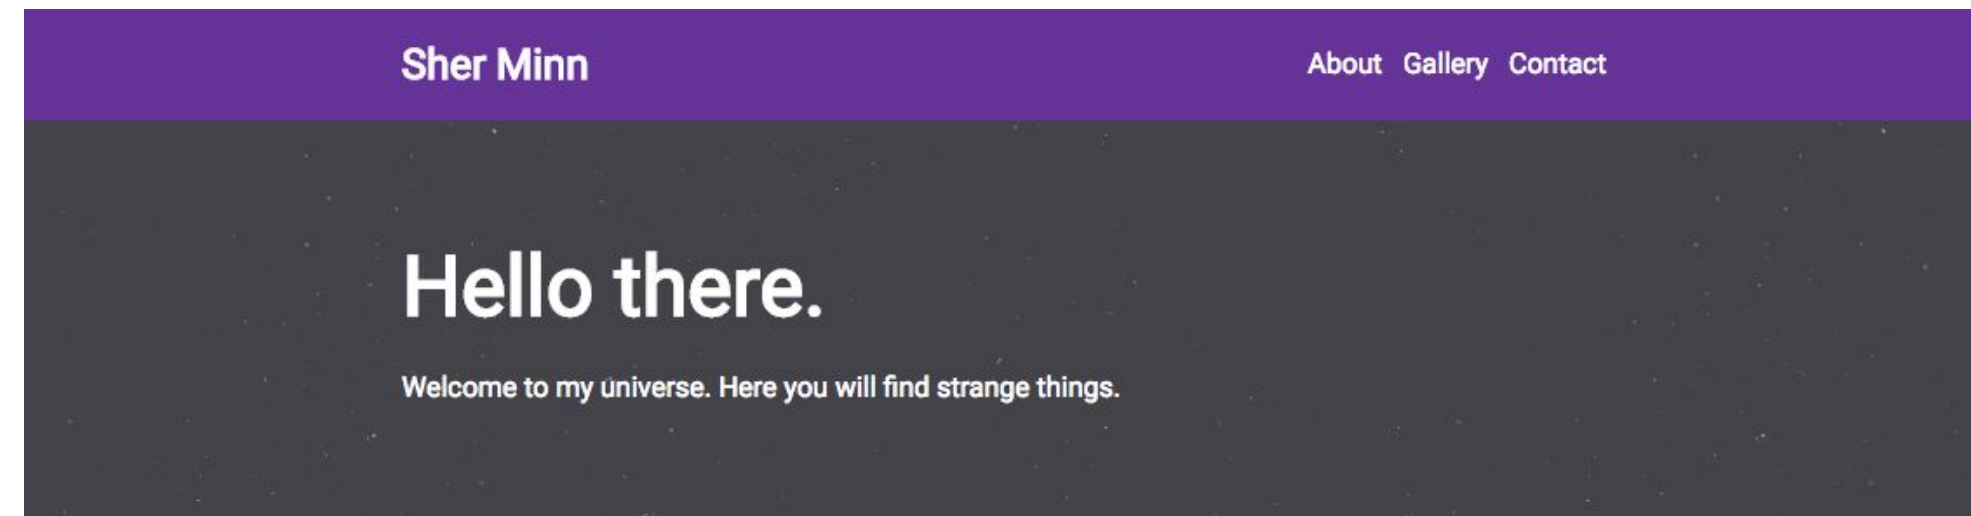 Sher Minn
About Gallery Contact
Hello there.
Welcome to my universe. Here you will find strange things.